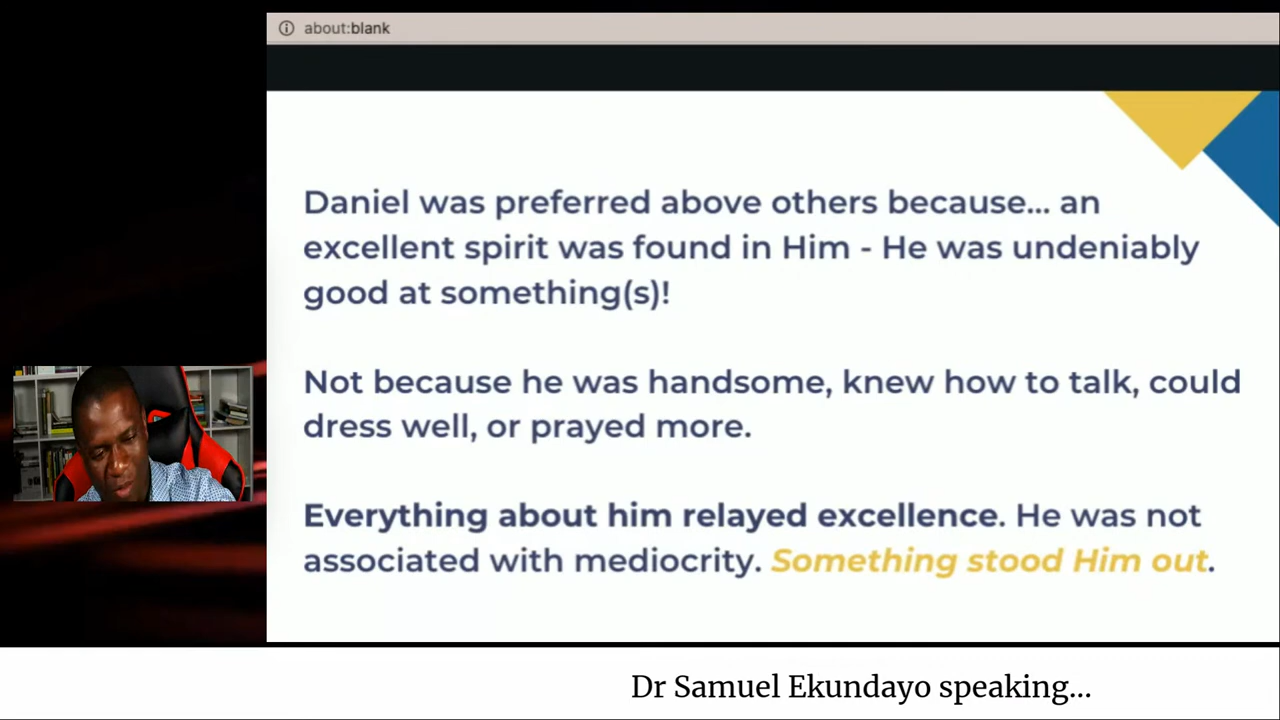 about:blank
Daniel was preferred above others because... an
excellent spirit was found in Him - He was undeniably
good at something(s)!
Not because he was handsome, knew how to talk, could
dress well, or prayed more.
Everything about him relayed excellence. He was not
associated with mediocrity. Something stood Him out.
Dr Samuel Ekundayo speaking...